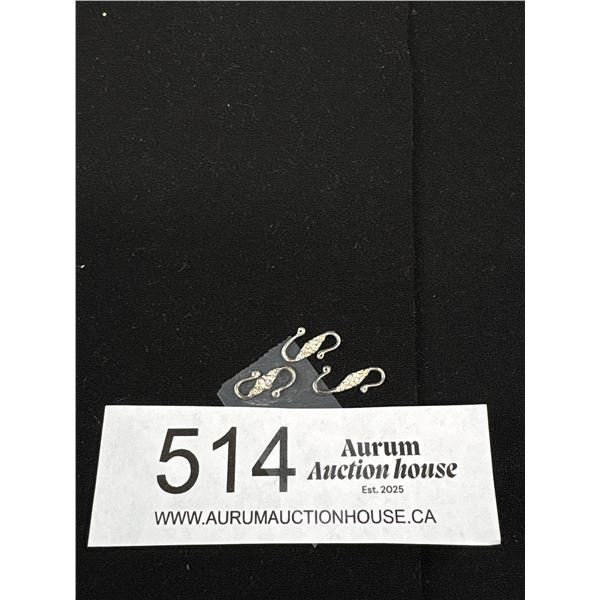 514
Aurum
Auction house
Est. 2025
WWW.AURUMAUCTIONHOUSE.CA